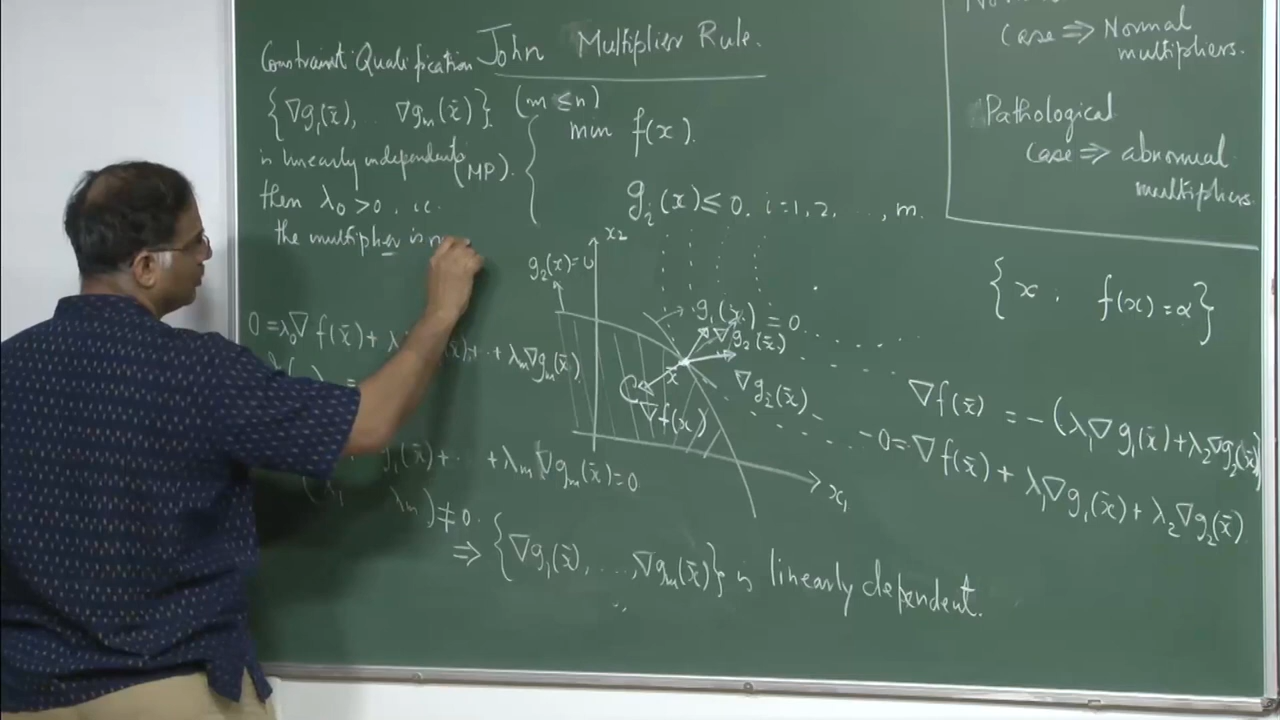 John Multiplier Rule.
Constraint Qualification
{∇g₁(x̄), .. ∇gₘ(x̄)}
is linearly independent
then λ₀ > 0, i.e.
the multiplier is n
(m ≤ n)
(MP). min f(x).
gᵢ(x) ≤ 0, i = 1, 2, ..., m.
Case ⇒ Normal
multipliers.
Pathological
Case ⇒ abnormal
multipliers.
{x : f(x) = α}
x₂
g₂(x) = 0
g₁(x) = 0
∇g₂(x̄)
x̄
∇g₂(x̄)
∇f(x)
x₁
0 = λ₀∇f(x̄) + λ
+ .. + λₘ∇gₘ(x̄)
g₁(x̄) + .. + λₘ∇gₘ(x̄) = 0
(λ₁ λₘ) ≠ 0.
⇒ {∇g₁(x̄), ..., ∇gₘ(x̄)} is linearly dependent.
∇f(x̄) = -(λ₁∇g₁(x̄) + λ₂∇g₂(x̄)
0 = ∇f(x̄) + λ₁∇g₁(x̄) + λ₂∇g₂(x̄)